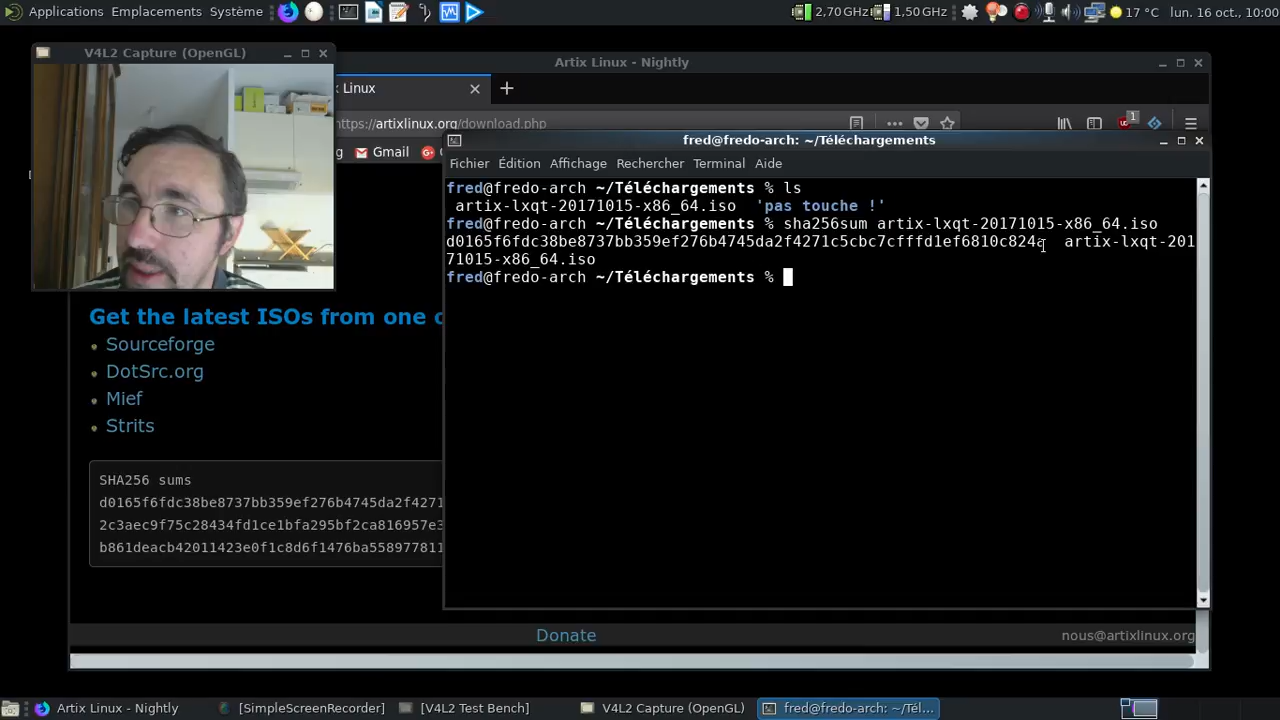 Applications Emplacements Système 2,70 GHz 1,50 GHz 17 °C lun. 16 oct., 10:00
V4L2 Capture (OpenGL)
Artix Linux - Nightly
Linux
https://artixlinux.org/download.php
1
Gmail
fred@fredo-arch: ~/Téléchargements
Fichier Édition Affichage Rechercher Terminal Aide
fred@fredo-arch ~/Téléchargements % ls
artix-lxqt-20171015-x86_64.iso 'pas touche !'
fred@fredo-arch ~/Téléchargements % sha256sum artix-lxqt-20171015-x86_64.iso
d0165f6fdc38be8737bb359ef276b4745da2f4271c5cbc7cfffd1ef6810c824a artix-lxqt-201
71015-x86_64.iso
fred@fredo-arch ~/Téléchargements %
Get the latest ISOs from one
Sourceforge
DotSrc.org
Mief
Strits
SHA256 sums
d0165f6fdc38be8737bb359ef276b4745da2f4271
2c3aec9f75c28434fd1ce1bfa295bf2ca816957e3
b861deacb42011423e0f1c8d6f1476ba558977811
Donate
nous@artixlinux.org
Artix Linux - Nightly [SimpleScreenRecorder] [V4L2 Test Bench] V4L2 Capture (OpenGL) fred@fredo-arch: ~/Tél...